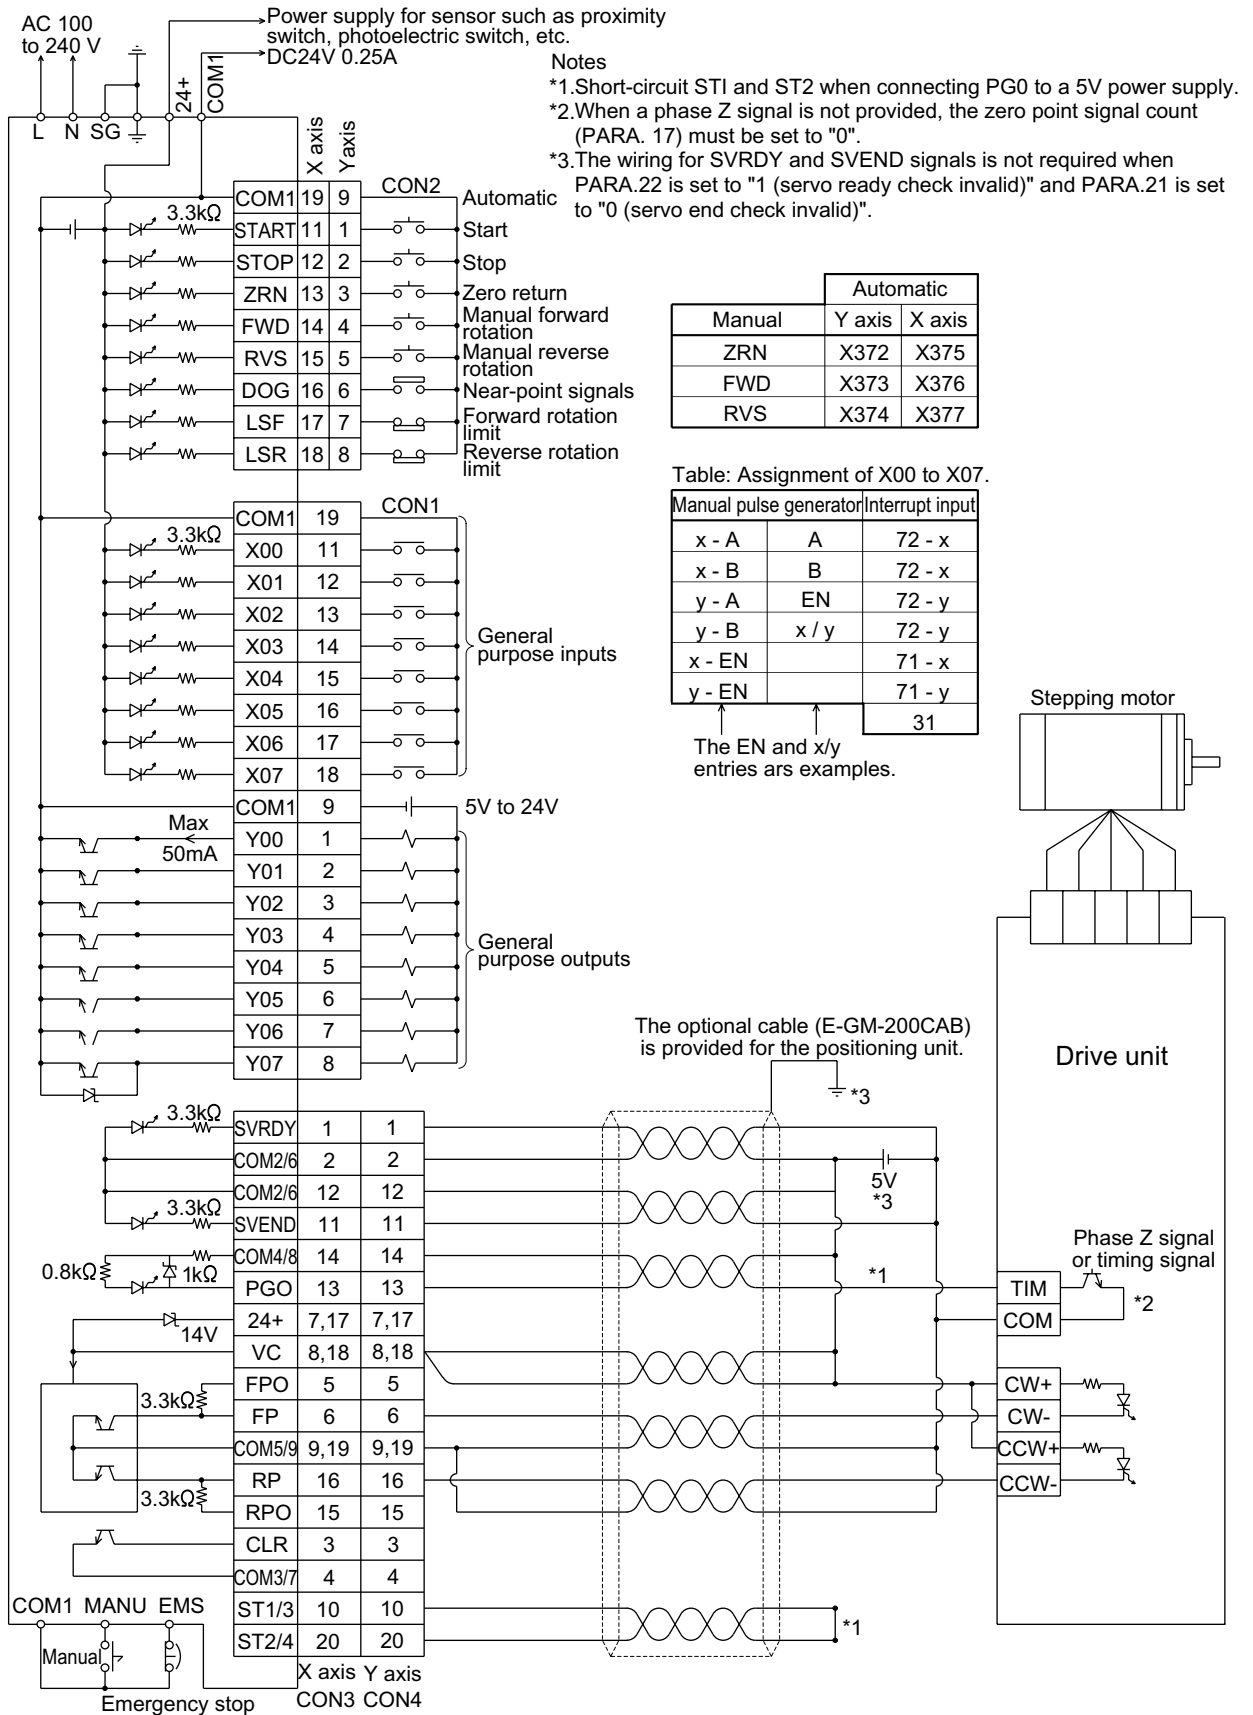 AC 100
to 240 V
Power supply for sensor such as proximity
switch, photoelectric switch, etc.
DC24V 0.25A
24+
COM1
L N SG
Notes
*1.Short-circuit STI and ST2 when connecting PG0 to a 5V power supply.
*2.When a phase Z signal is not provided, the zero point signal count
(PARA. 17) must be set to "0".
*3.The wiring for SVRDY and SVEND signals is not required when
PARA.22 is set to "1 (servo ready check invalid)" and PARA.21 is set
to "0 (servo end check invalid)".
X axis
Yaxis
COM1 19 9 CON2 Automatic
3.3kΩ
START 11 1 Start
STOP 12 2 Stop
ZRN 13 3 Zero return
FWD 14 4 Manual forward
rotation
RVS 15 5 Manual reverse
rotation
DOG 16 6 Near-point signals
LSF 17 7 Forward rotation
limit
LSR 18 8 Reverse rotation
limit
Automatic
Manual Y axis X axis
ZRN X372 X375
FWD X373 X376
RVS X374 X377
Table: Assignment of X00 to X07.
Manual pulse generator Interrupt input
x - A A 72 - x
x - B B 72 - x
y - A EN 72 - y
y - B x / y 72 - y
x - EN 71 - x
y - EN 71 - y
31
The EN and x/y
entries ars examples.
COM1 19 CON1
3.3kΩ
X00 11
X01 12
X02 13
X03 14
X04 15
X05 16
X06 17
X07 18
General
purpose inputs
COM1 9 5V to 24V
Max
50mA
Y00 1
Y01 2
Y02 3
Y03 4
Y04 5
Y05 6
Y06 7
Y07 8
General
purpose outputs
Stepping motor
Drive unit
The optional cable (E-GM-200CAB)
is provided for the positioning unit.
*3
3.3kΩ
SVRDY 1 1
COM2/6 2 2
5V
*3
COM2/6 12 12
3.3kΩ
SVEND 11 11
COM4/8 14 14
0.8kΩ 1kΩ
PGO 13 13
*1
Phase Z signal
or timing signal
TIM
*2
COM
24+ 7,17 7,17
14V
VC 8,18 8,18
FPO 5 5
CW+
3.3kΩ
FP 6 6
CW-
COM5/9 9,19 9,19
CCW+
RP 16 16
CCW-
3.3kΩ
RPO 15 15
CLR 3 3
COM3/7 4 4
ST1/3 10 10
*1
ST2/4 20 20
COM1 MANU EMS
Manual
Emergency stop
X axis Y axis
CON3 CON4